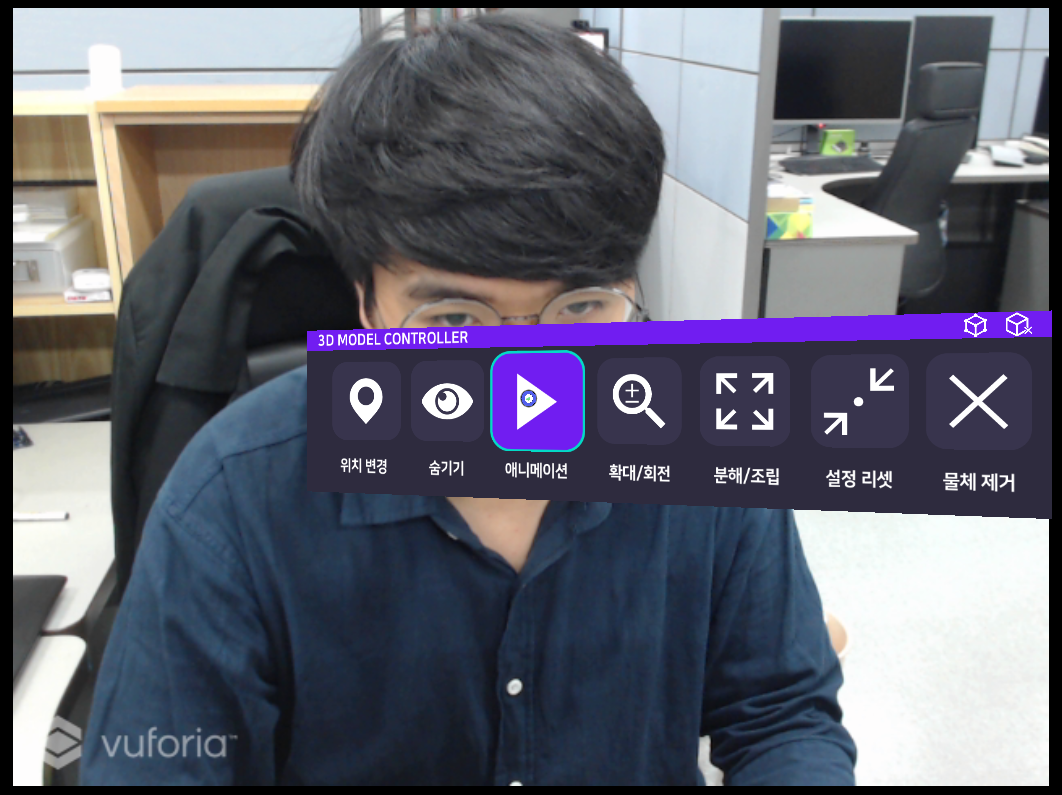 3D MODEL CONTROLLER
위치 변경
숨기기
애니메이션
확대/회전
분해/조립
설정 리셋
물체 제거
vuforia™